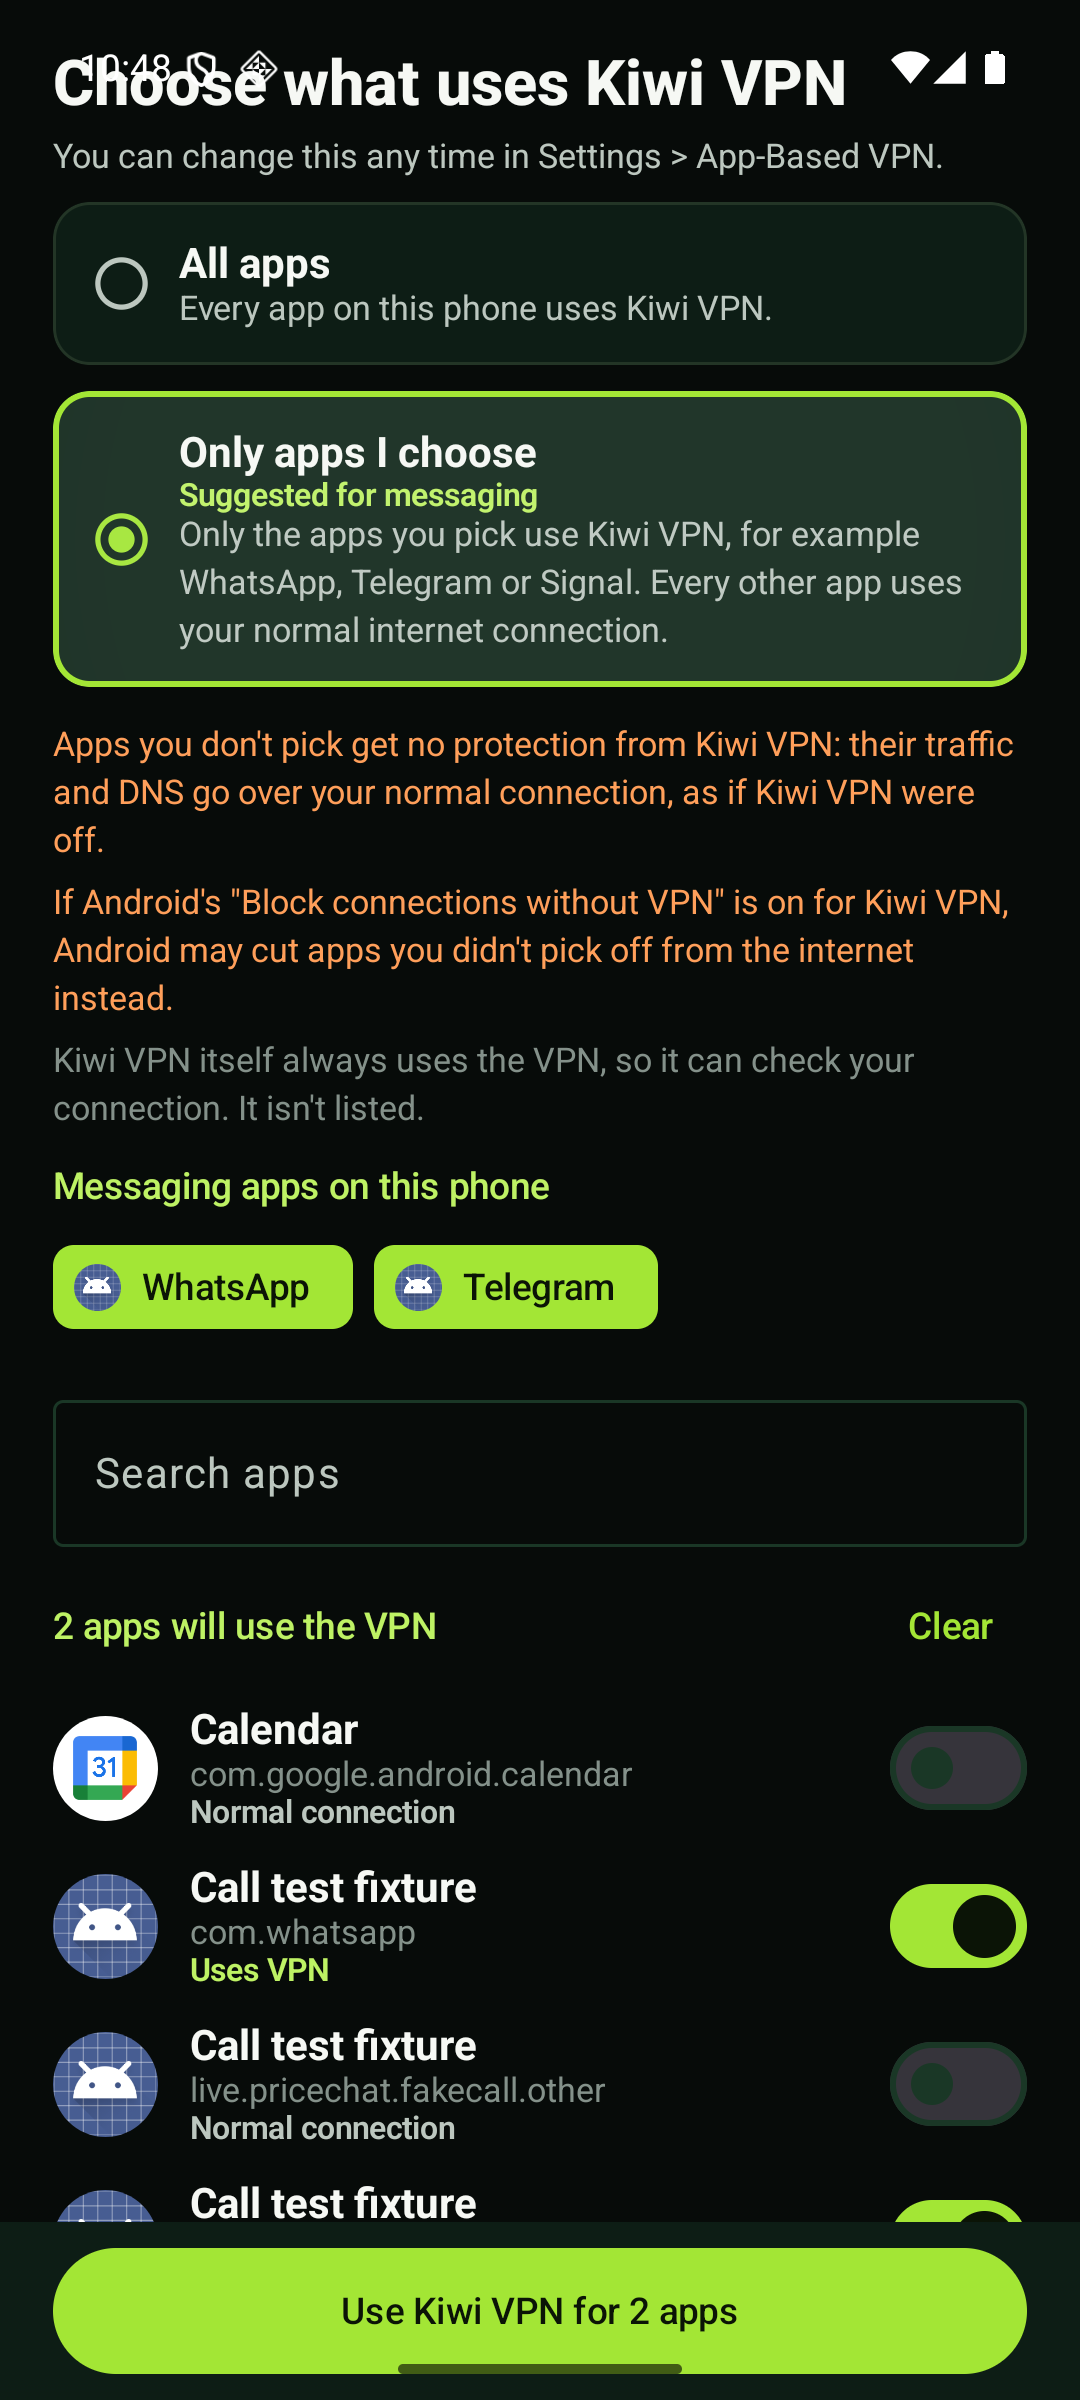 10:48
Choose what uses Kiwi VPN
You can change this any time in Settings > App-Based VPN.
All apps
Every app on this phone uses Kiwi VPN.
Only apps I choose
Suggested for messaging
Only the apps you pick use Kiwi VPN, for example
WhatsApp, Telegram or Signal. Every other app uses
your normal internet connection.
Apps you don't pick get no protection from Kiwi VPN: their traffic
and DNS go over your normal connection, as if Kiwi VPN were
off.
If Android's "Block connections without VPN" is on for Kiwi VPN,
Android may cut apps you didn't pick off from the internet
instead.
Kiwi VPN itself always uses the VPN, so it can check your
connection. It isn't listed.
Messaging apps on this phone
WhatsApp Telegram
Search apps
2 apps will use the VPN Clear
31
Calendar
com.google.android.calendar
Normal connection
Call test fixture
com.whatsapp
Uses VPN
Call test fixture
live.pricechat.fakecall.other
Normal connection
Call test fixture
Use Kiwi VPN for 2 apps